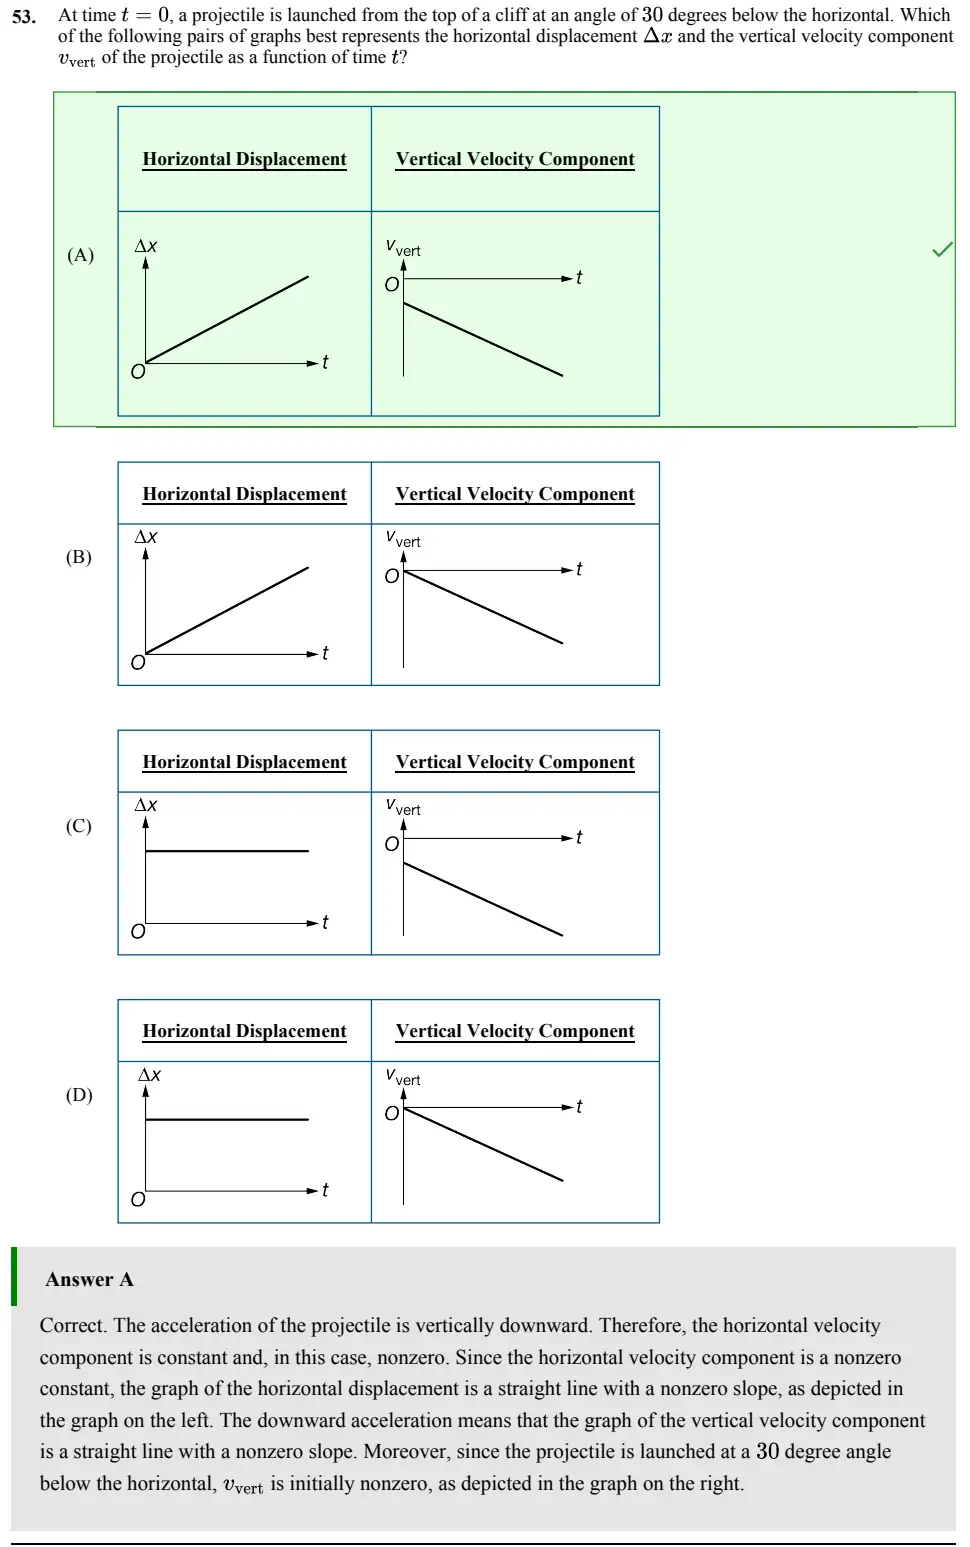 53. At time t = 0, a projectile is launched from the top of a cliff at an angle of 30 degrees below the horizontal. Which
of the following pairs of graphs best represents the horizontal displacement Δx and the vertical velocity component
v_vert of the projectile as a function of time t?
Horizontal Displacement Vertical Velocity Component
(A)
Δx
O
t
v_vert
O
t
Horizontal Displacement Vertical Velocity Component
(B)
Δx
O
t
v_vert
O
t
Horizontal Displacement Vertical Velocity Component
(C)
Δx
O
t
v_vert
O
t
Horizontal Displacement Vertical Velocity Component
(D)
Δx
O
t
v_vert
O
t
Answer A
Correct. The acceleration of the projectile is vertically downward. Therefore, the horizontal velocity
component is constant and, in this case, nonzero. Since the horizontal velocity component is a nonzero
constant, the graph of the horizontal displacement is a straight line with a nonzero slope, as depicted in
the graph on the left. The downward acceleration means that the graph of the vertical velocity component
is a straight line with a nonzero slope. Moreover, since the projectile is launched at a 30 degree angle
below the horizontal, v_vert is initially nonzero, as depicted in the graph on the right.